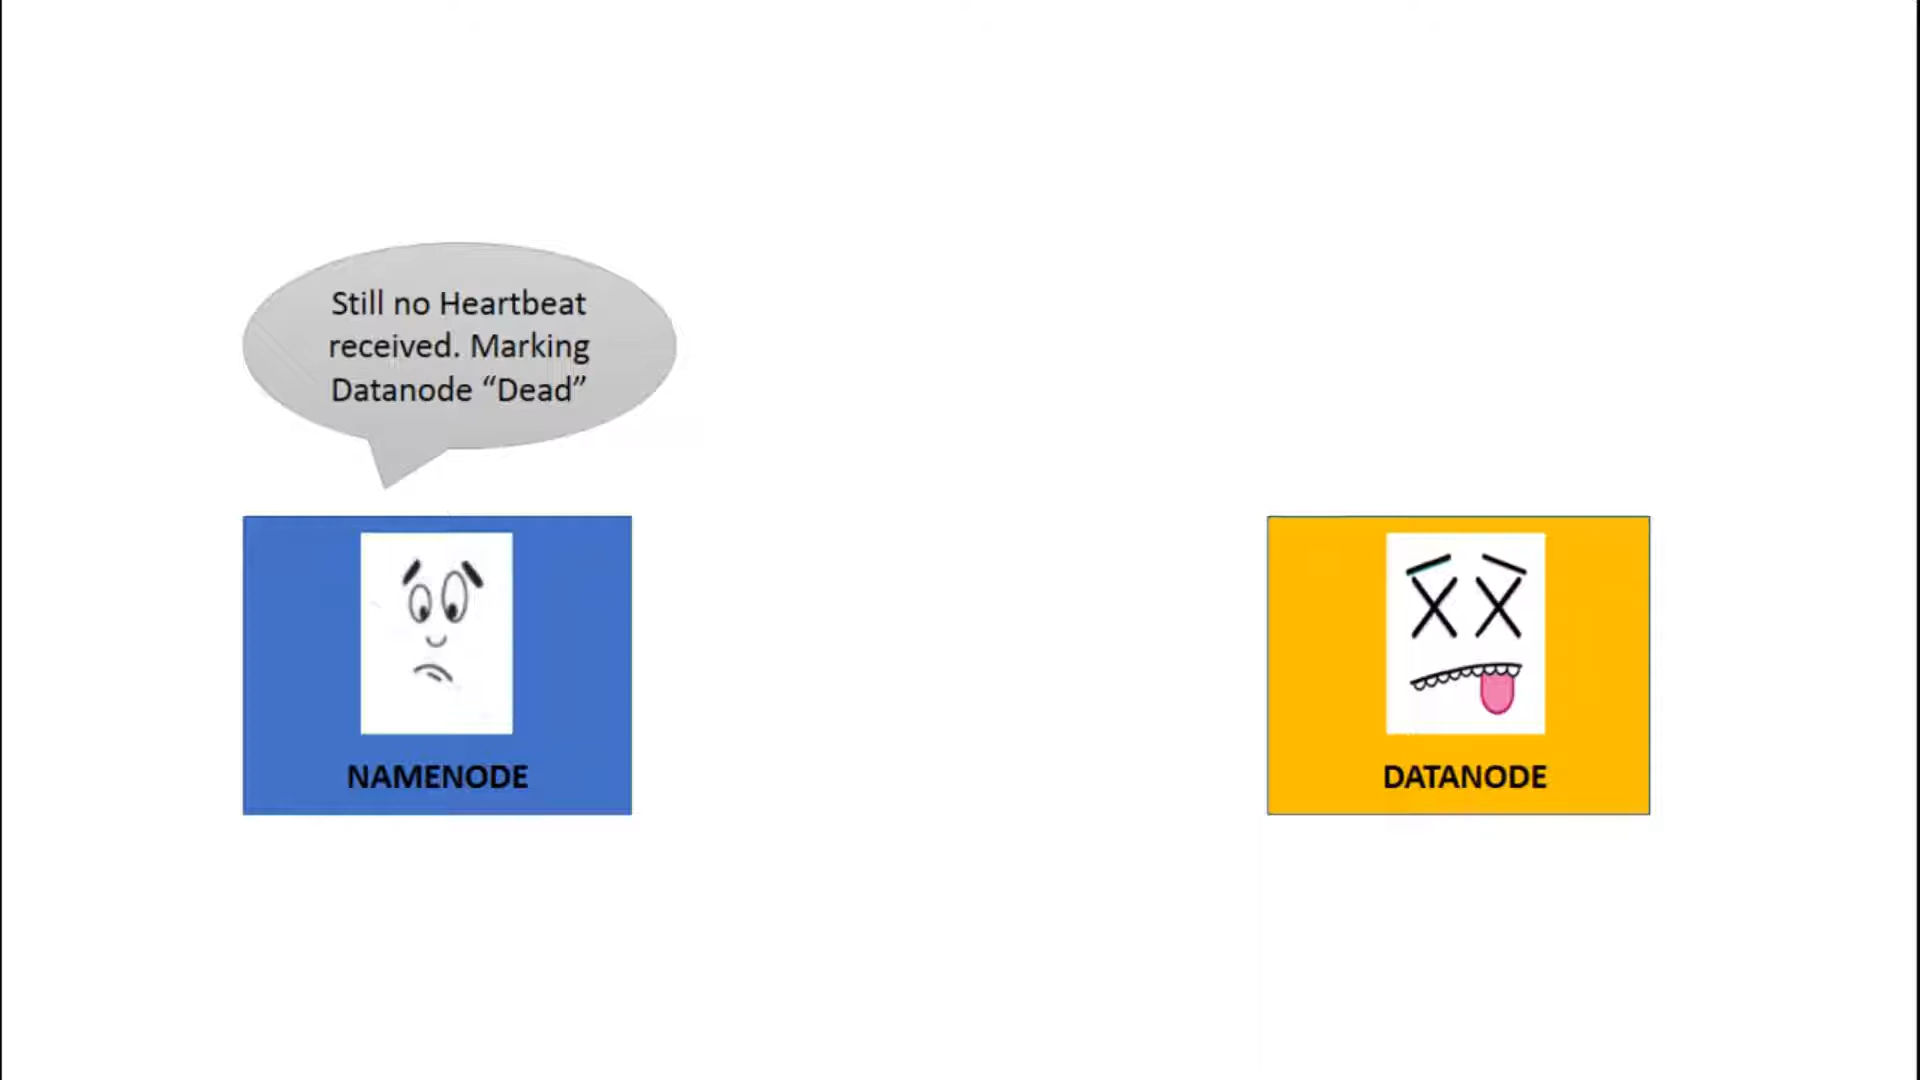 Still no Heartbeat
received. Marking
Datanode “Dead”
NAMENODE
DATANODE